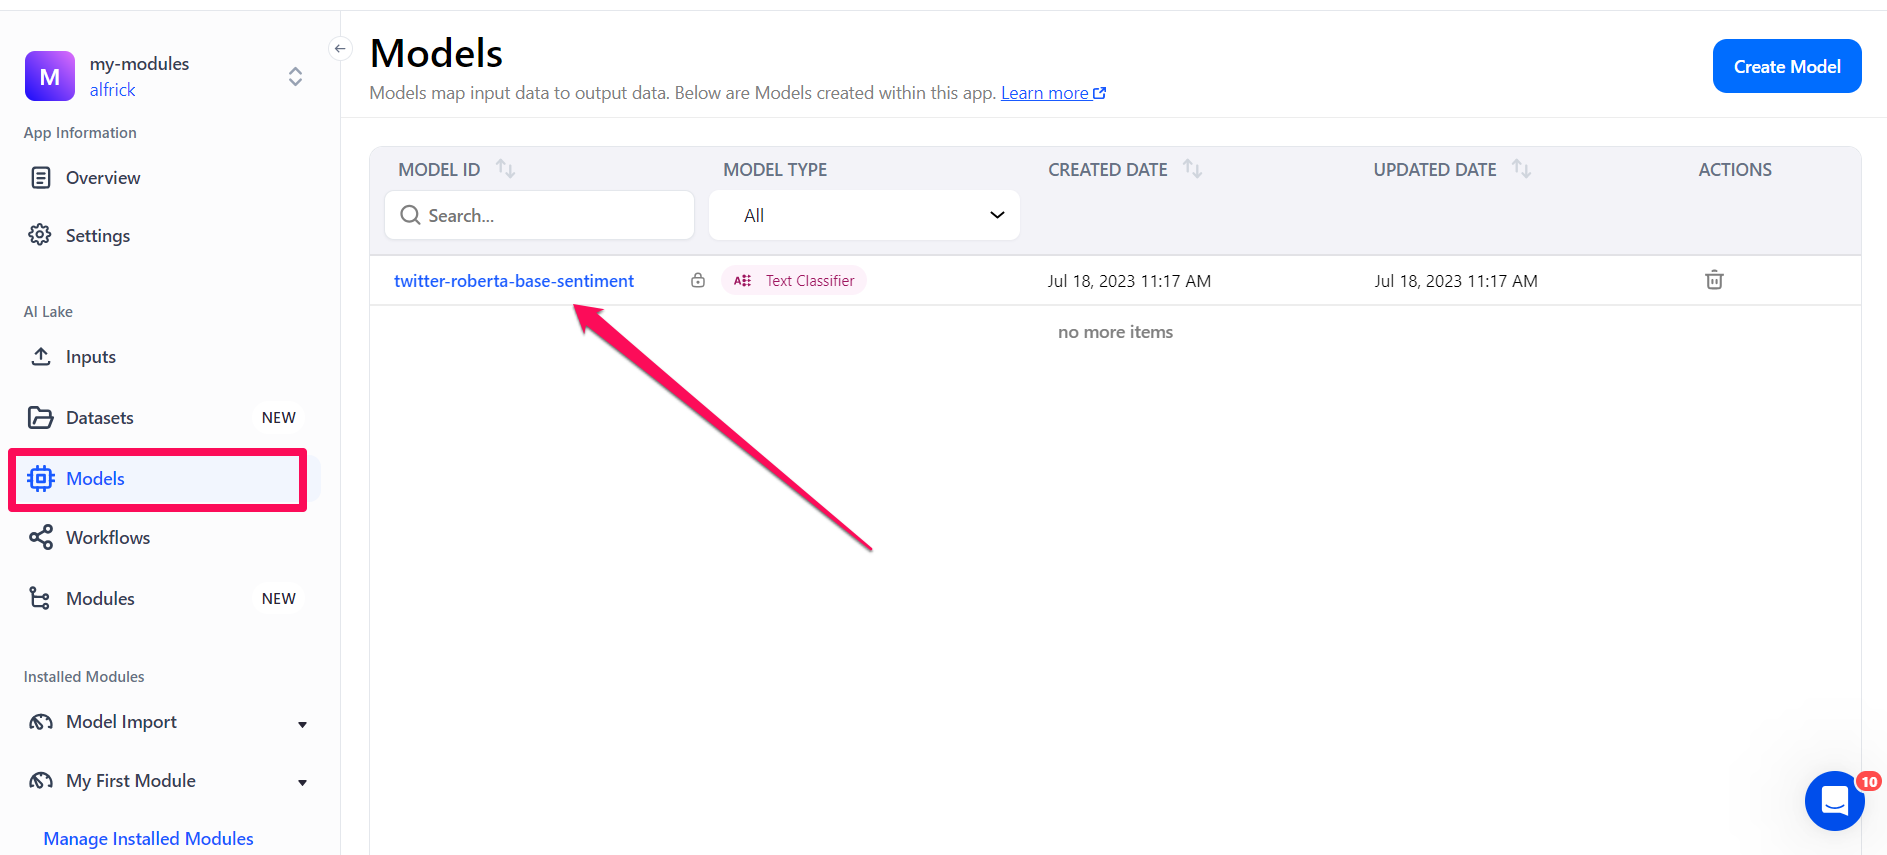 M
my-modules
alfrick
App Information
Overview
Settings
AI Lake
Inputs
Datasets NEW
Models
Workflows
Modules NEW
Installed Modules
Model Import
My First Module
Manage Installed Modules
Models
Models map input data to output data. Below are Models created within this app. Learn more
Create Model
MODEL ID MODEL TYPE CREATED DATE UPDATED DATE ACTIONS
Search... All
twitter-roberta-base-sentiment Text Classifier Jul 18, 2023 11:17 AM Jul 18, 2023 11:17 AM
no more items
10